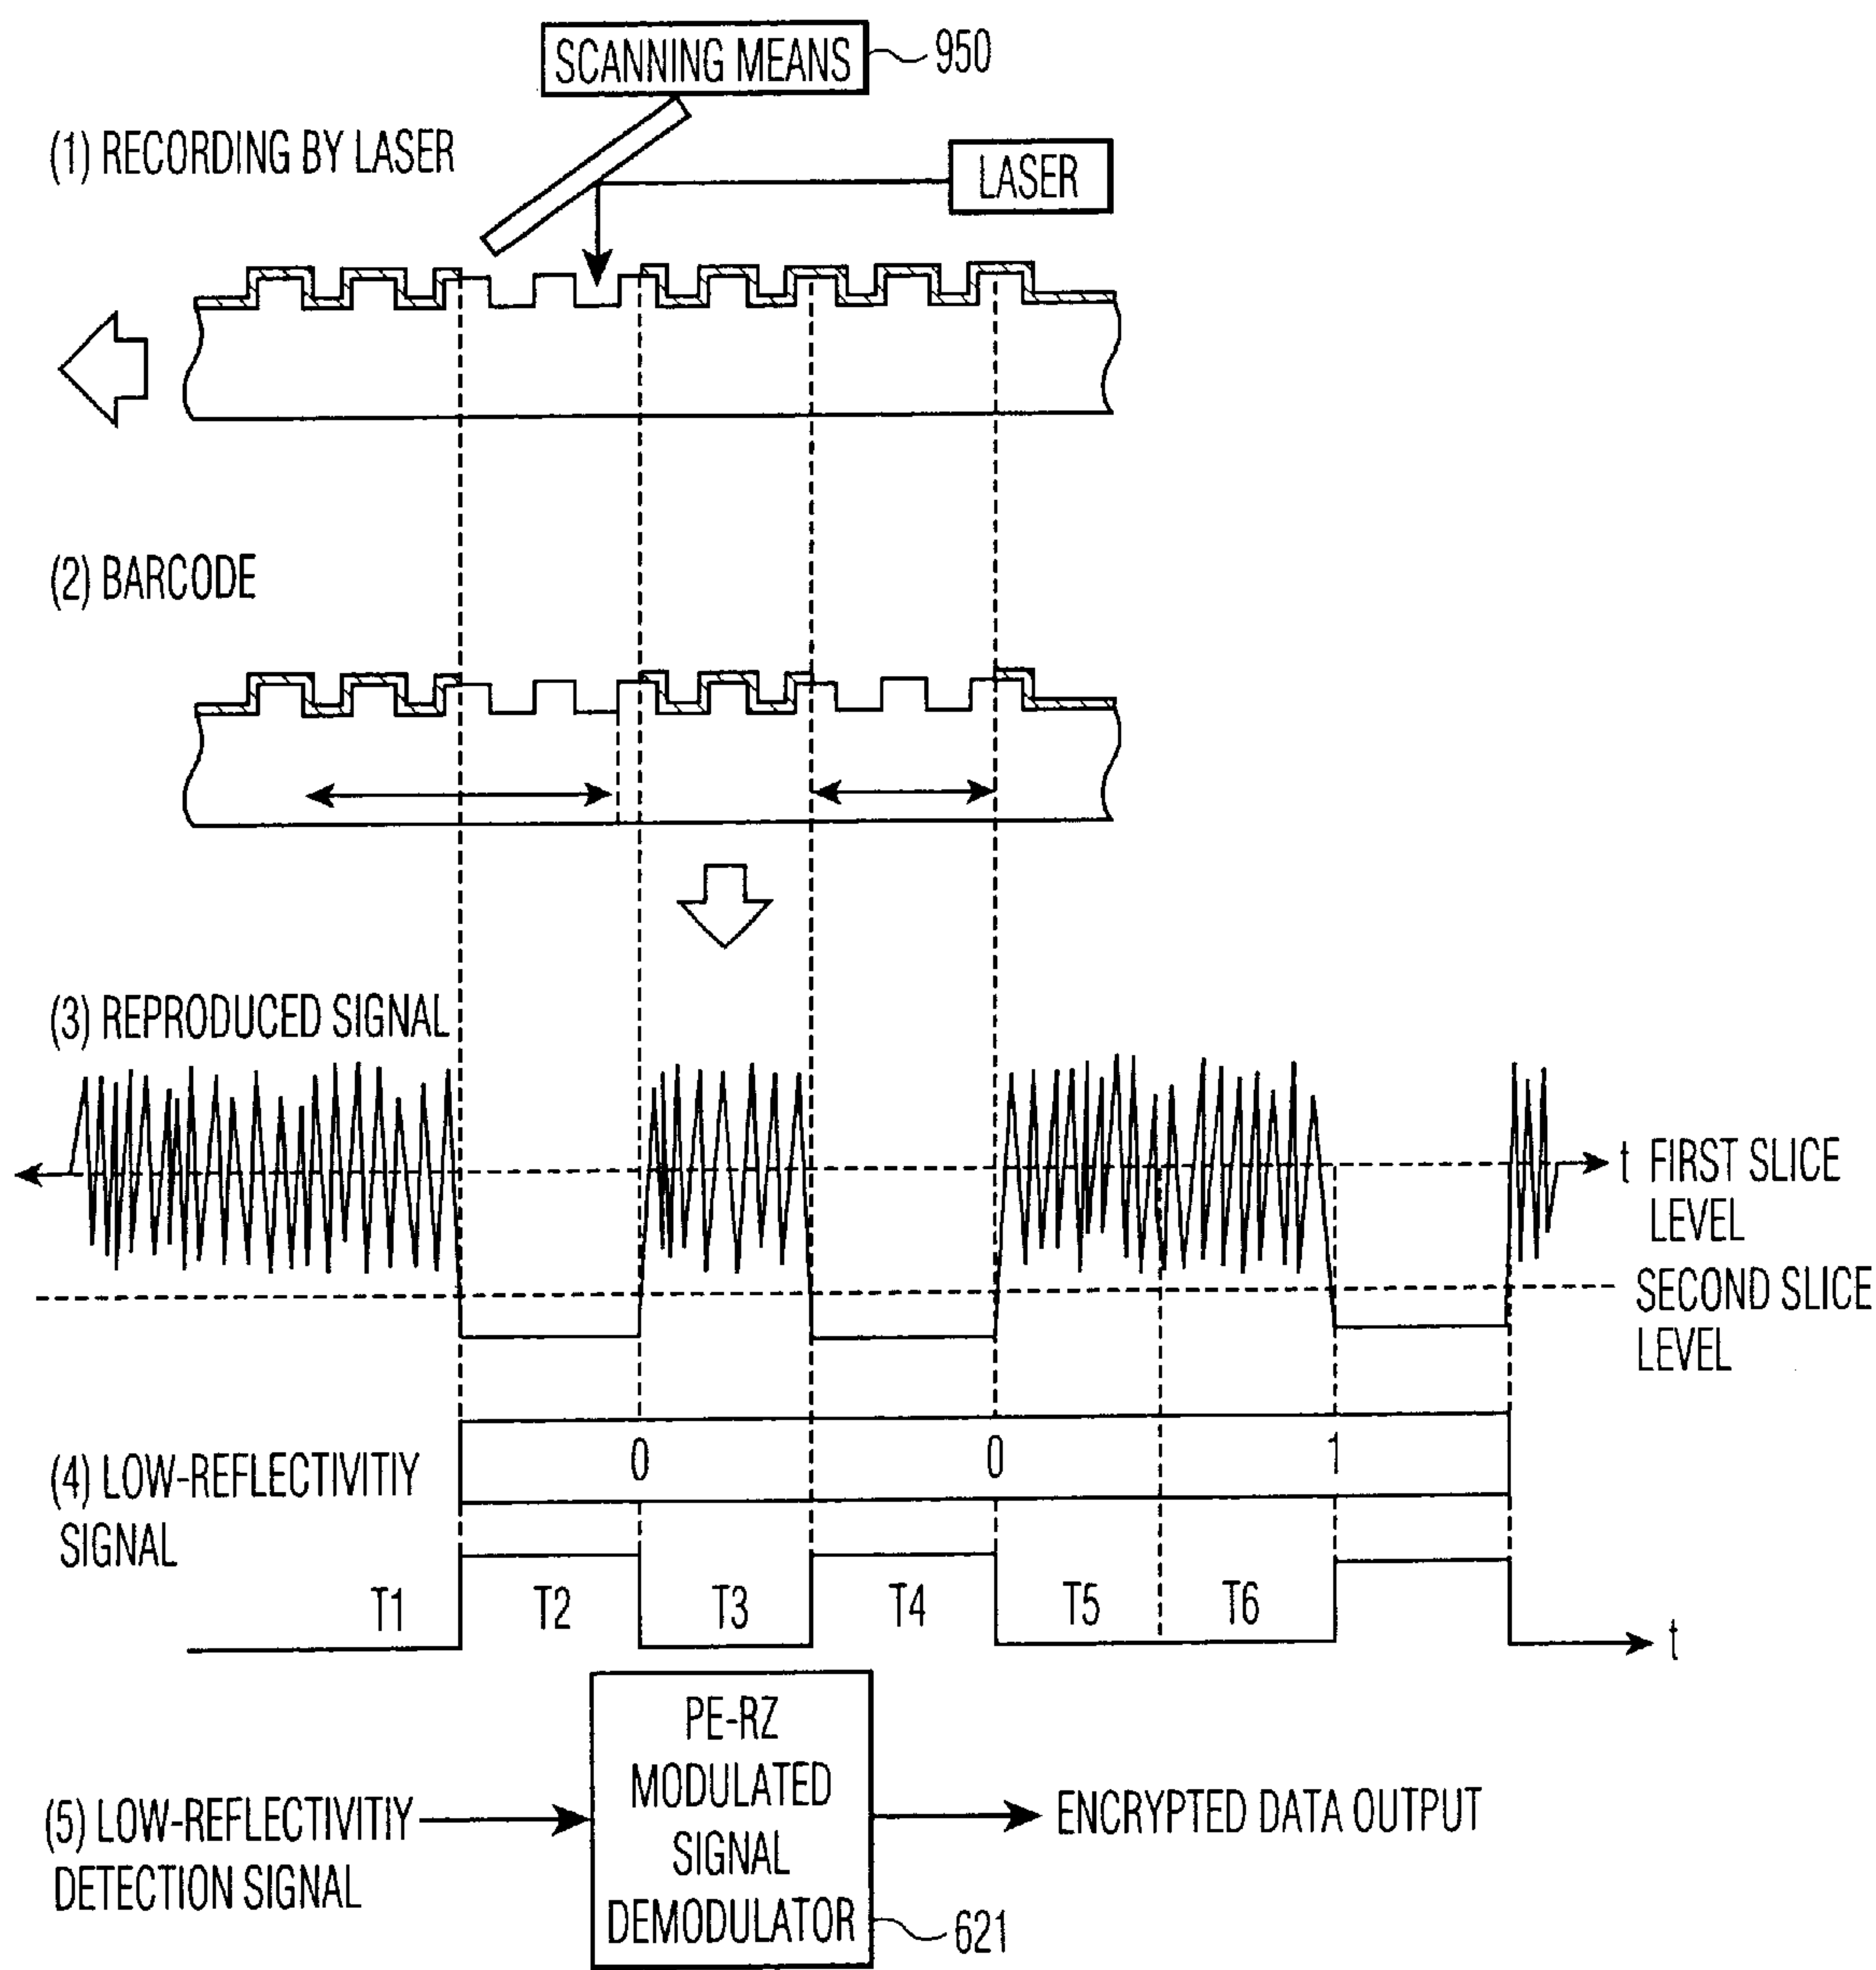 SCANNING MEANS
950
(1) RECORDING BY LASER
LASER
(2) BARCODE
(3) REPRODUCED SIGNAL
t FIRST SLICE
LEVEL
SECOND SLICE
LEVEL
(4) LOW-REFLECTIVITIY
SIGNAL
0 0 1
T1 T2 T3 T4 T5 T6
t
PE-RZ
MODULATED
SIGNAL
DEMODULATOR
(5) LOW-REFLECTIVITIY
DETECTION SIGNAL
ENCRYPTED DATA OUTPUT
621